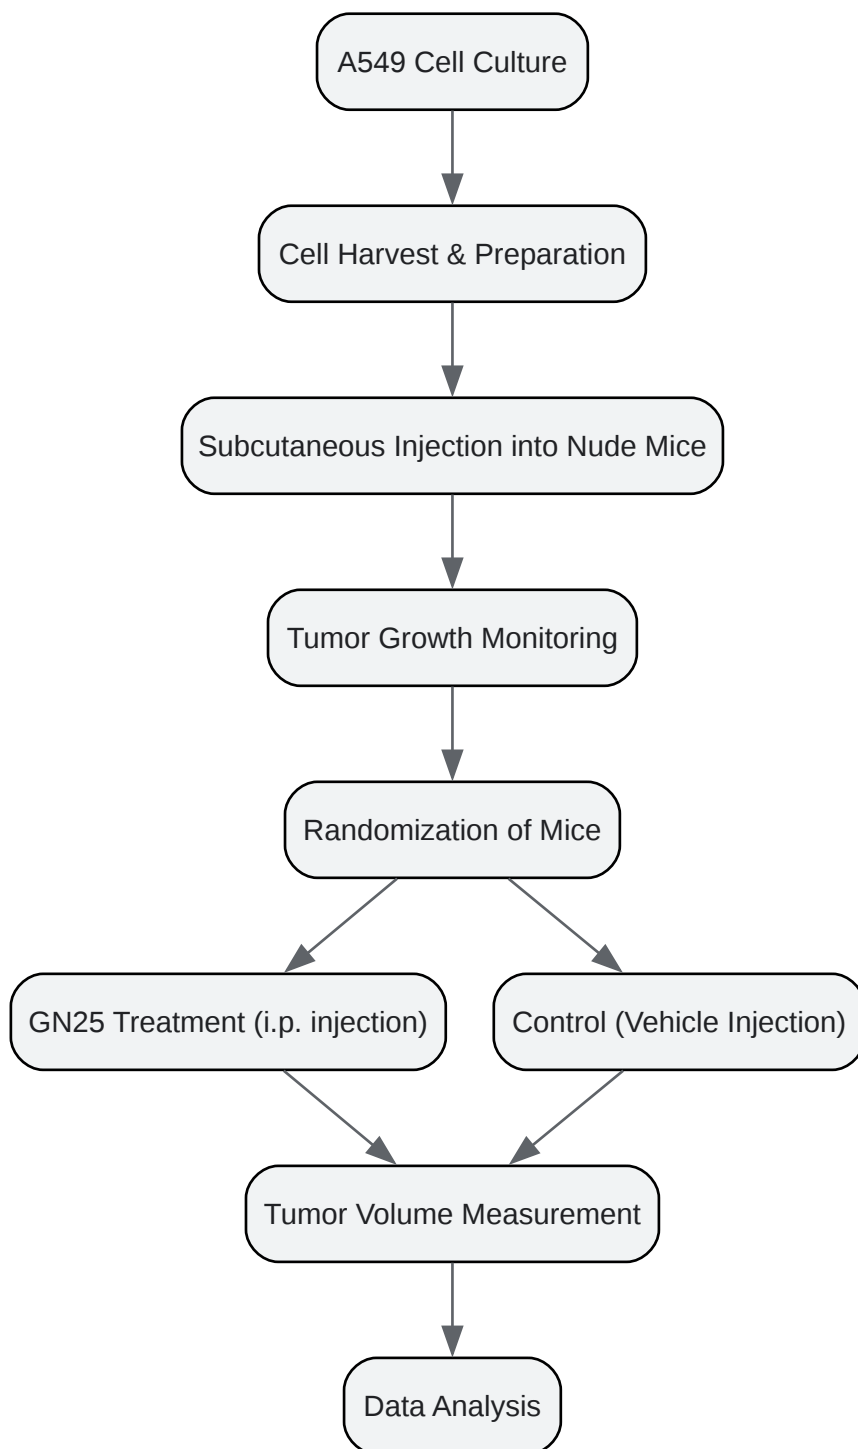 A549 Cell Culture
Cell Harvest & Preparation
Subcutaneous Injection into Nude Mice
Tumor Growth Monitoring
Randomization of Mice
GN25 Treatment (i.p. injection)
Control (Vehicle Injection)
Tumor Volume Measurement
Data Analysis